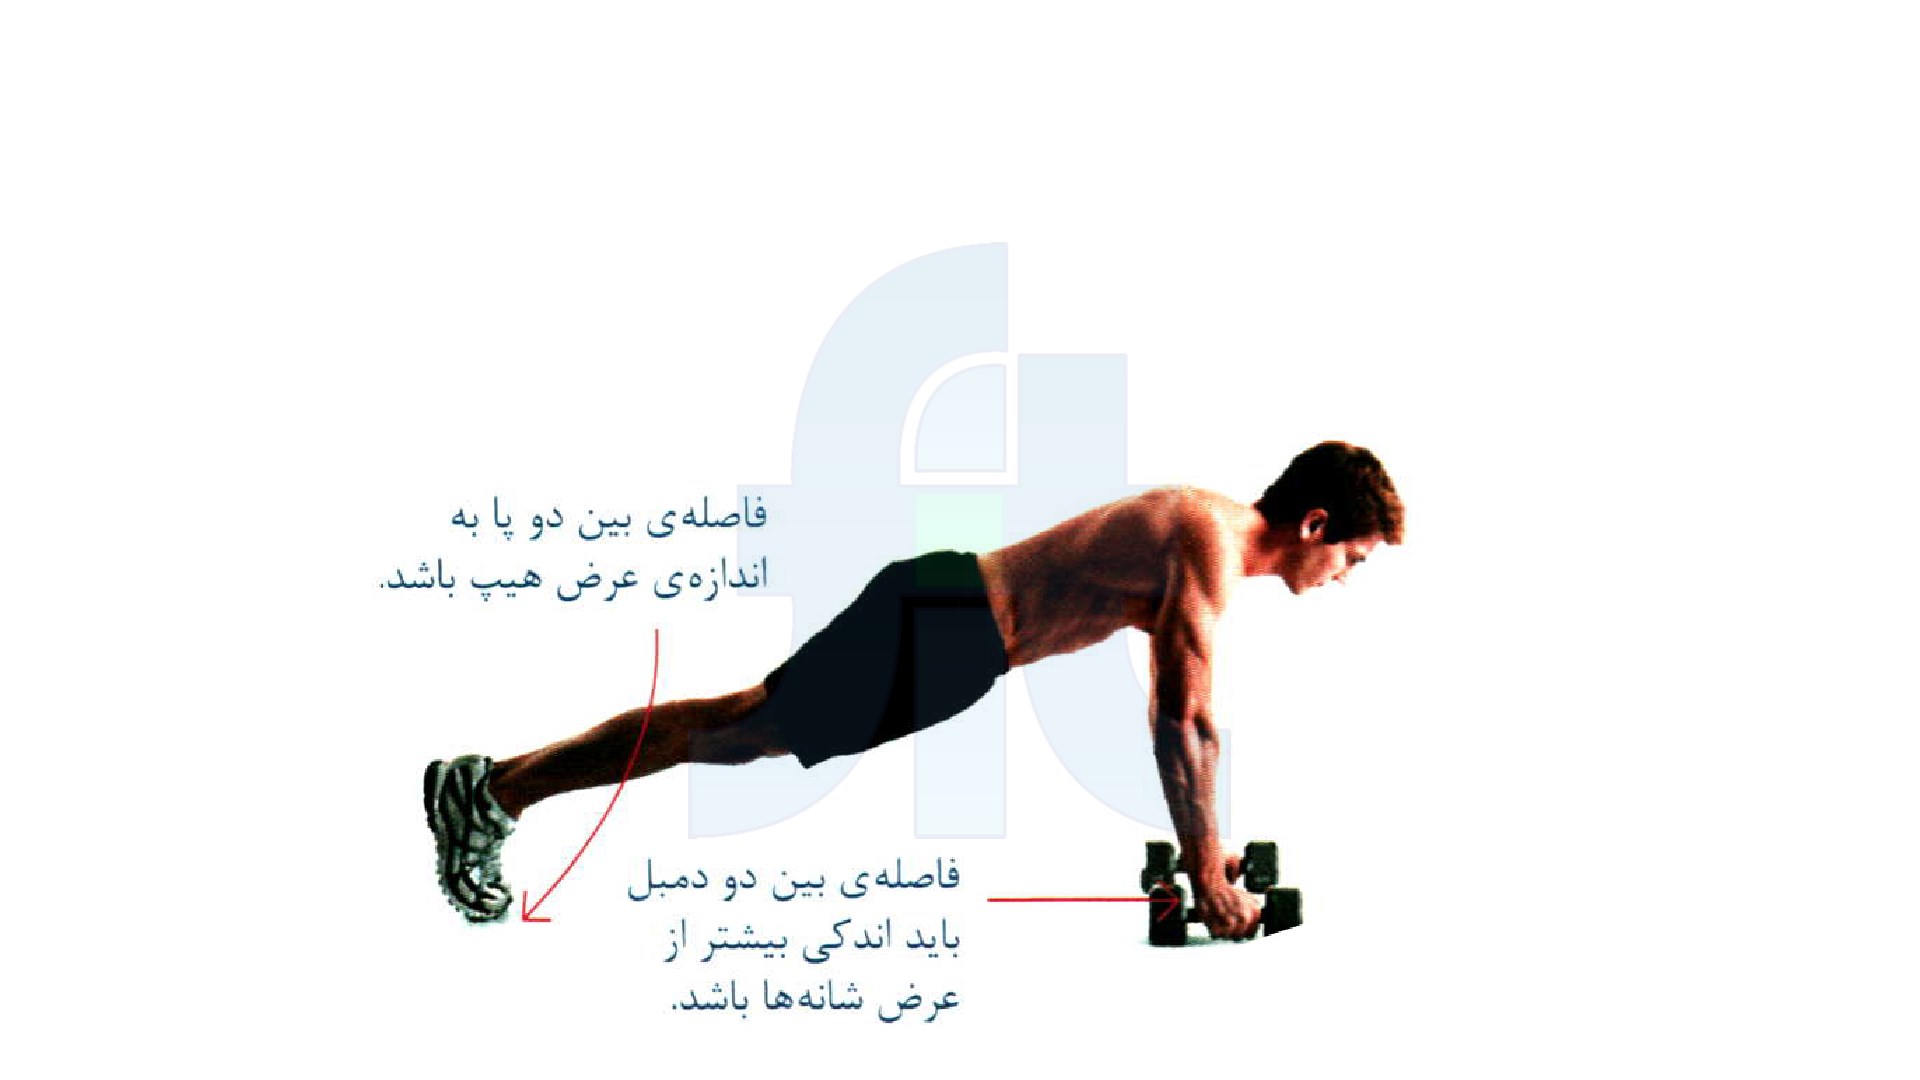 فاصله‌ی بین دو پا به
اندازه‌ی عرض هیپ باشد.
فاصله‌ی بین دو دمبل
باید اندکی بیشتر از
عرض شانه‌ها باشد.
fit